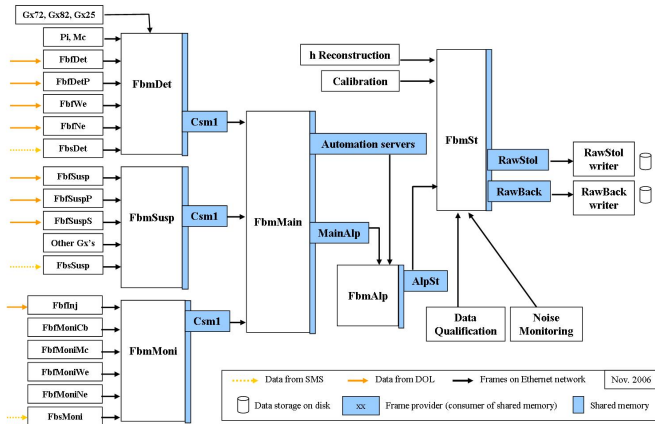 Gx72, Gx82, Gx25
Pi, Mc
FbfDet
FbfDetP
FbfWe
FbfNe
FbsDet
FbmDet
Csm1
FbfSusp
FbfSuspP
FbfSuspS
Other Gx's
FbsSusp
FbmSusp
Csm1
FbfInj
FbfMoniCb
FbfMoniMc
FbfMoniWe
FbfMoniNe
FbsMoni
FbmMoni
Csm1
FbmMain
Automation servers
MainAlp
FbmAlp
AlpSt
h Reconstruction
Calibration
FbmSt
RawStol
RawBack
RawStol
writer
RawBack
writer
Data
Qualification
Noise
Monitoring
Data from SMS
Data from DOL
Frames on Ethernet network
Nov. 2006
Data storage on disk
xx
Frame provider (consumer of shared memory)
Shared memory